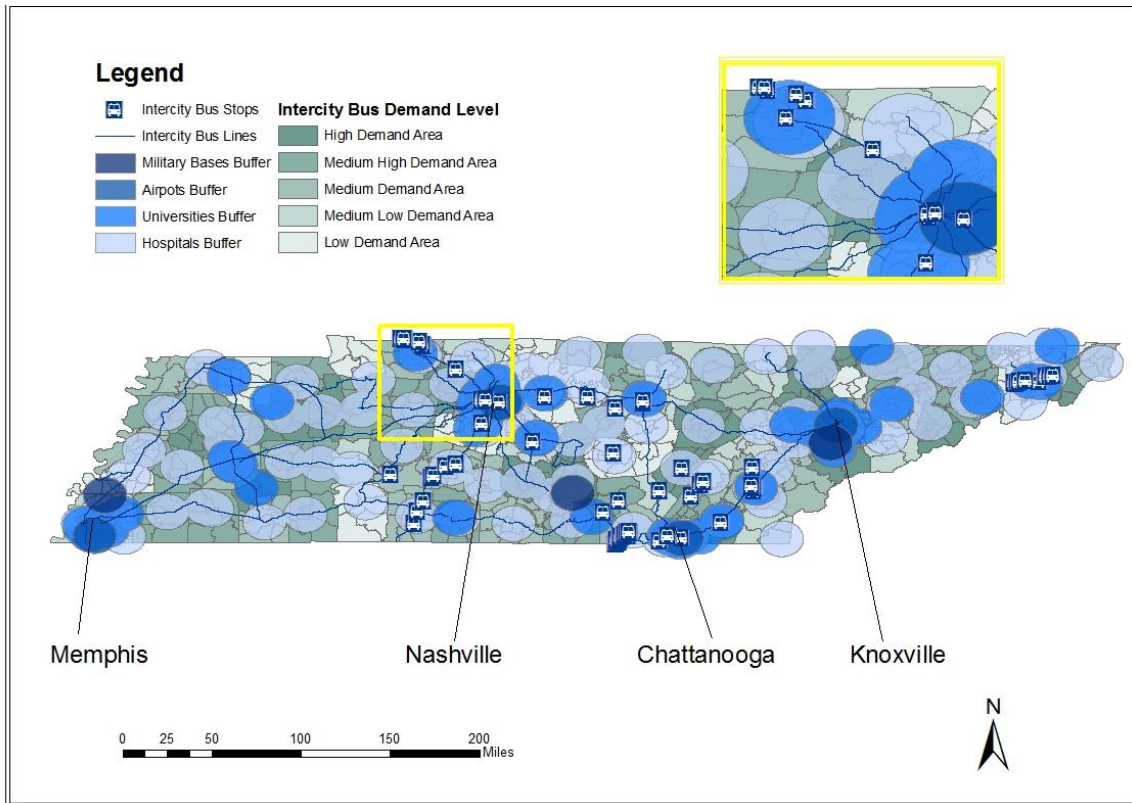 Legend
Intercity Bus Stops
Intercity Bus Lines
Military Bases Buffer
Airpots Buffer
Universities Buffer
Hospitals Buffer
Intercity Bus Demand Level
High Demand Area
Medium High Demand Area
Medium Demand Area
Medium Low Demand Area
Low Demand Area
Memphis
Nashville
Chattanooga
Knoxville
0 25 50 100 150 200
Miles
N